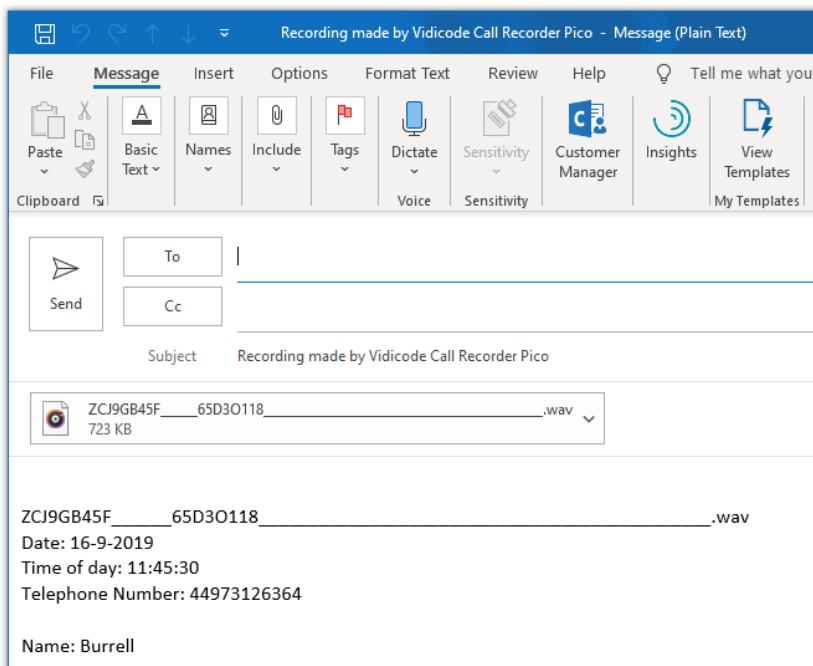 Recording made by Vidicode Call Recorder Pico - Message (Plain Text)
File Message Insert Options Format Text Review Help Tell me what you
Paste
Basic Text
Names
Include
Tags
Dictate
Sensitivity
Customer Manager
Insights
View Templates
Clipboard Voice Sensitivity My Templates
Send
To
Cc
Subject Recording made by Vidicode Call Recorder Pico
ZCJ9GB45F_____65D3O118___________________________________.wav
723 KB
ZCJ9GB45F______65D3O118_____________________________________________.wav
Date: 16-9-2019
Time of day: 11:45:30
Telephone Number: 44973126364
Name: Burrell